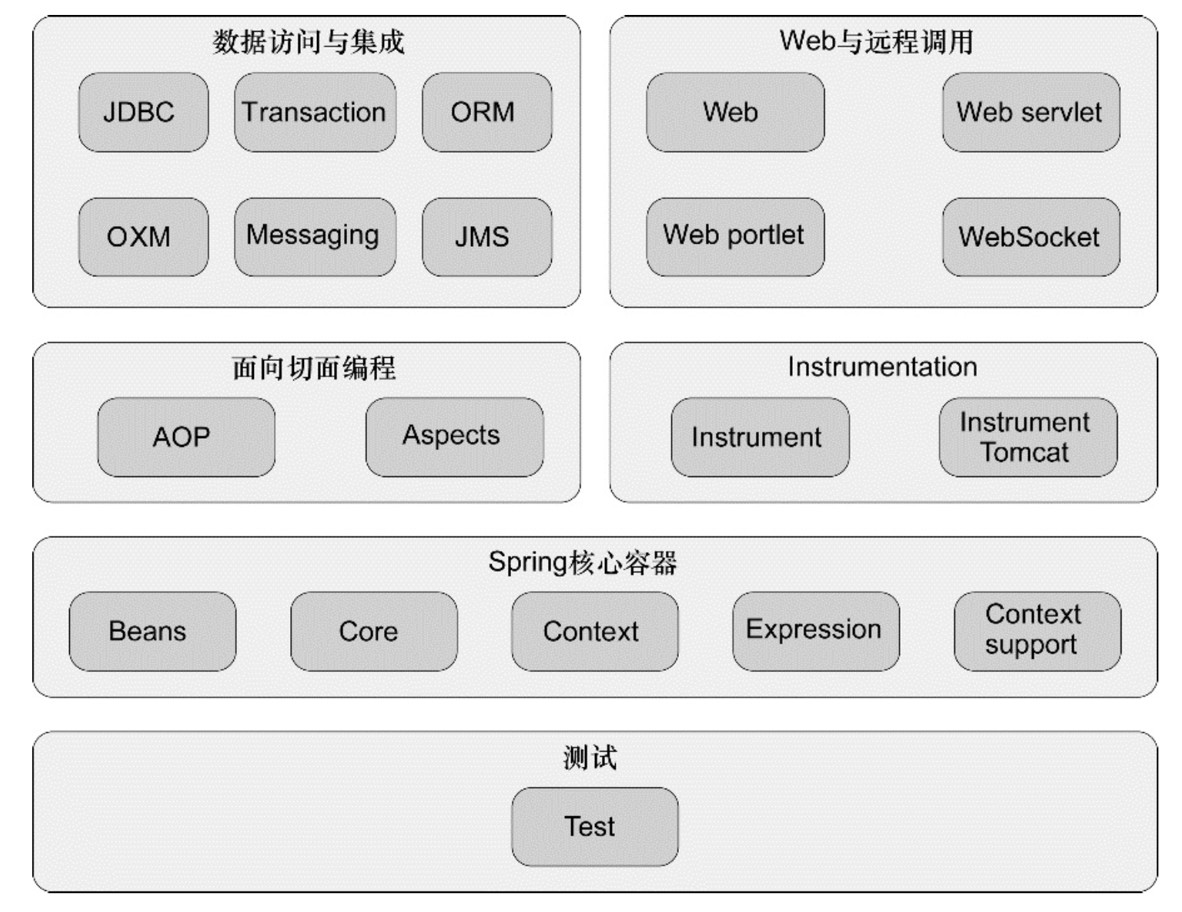 数据访问与集成
JDBC
Transaction
ORM
OXM
Messaging
JMS
Web与远程调用
Web
Web servlet
Web portlet
WebSocket
面向切面编程
AOP
Aspects
Instrumentation
Instrument
Instrument
Tomcat
Spring核心容器
Beans
Core
Context
Expression
Context
support
测试
Test